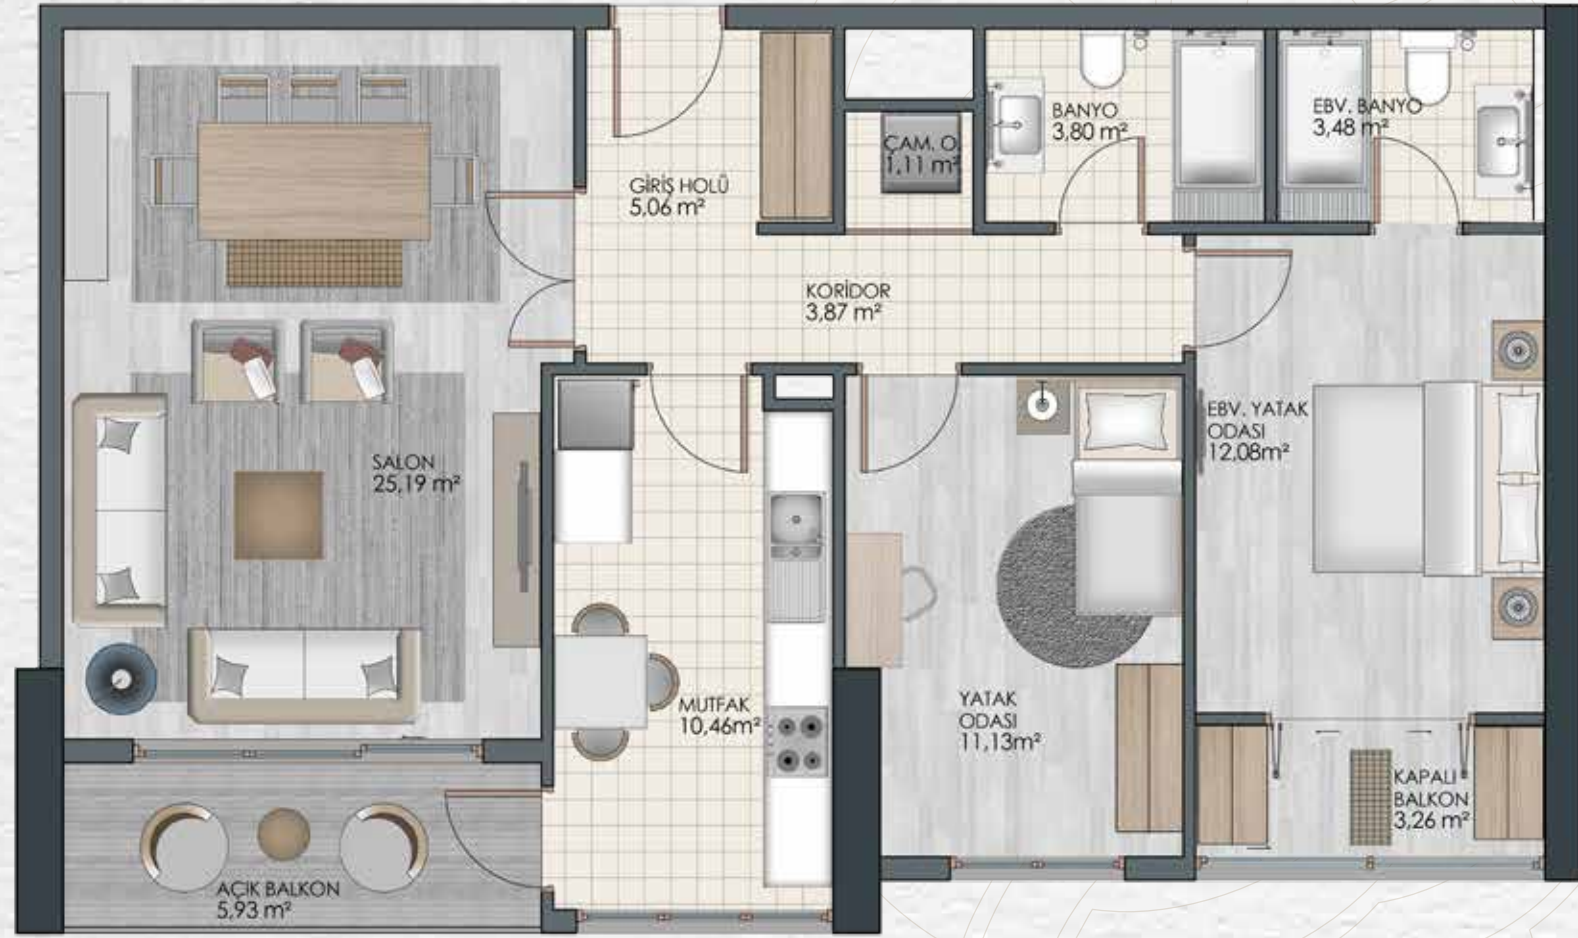 BANYO
3,80 m²
EBV. BANYO
3,48 m²
ÇAM. O.
1,11 m²
GİRİŞ HOLÜ
5,06 m²
KORİDOR
3,87 m²
SALON
25,19 m²
EBV. YATAK
ODASI
12,08m²
MUTFAK
10,46m²
YATAK
ODASI
11,13m²
KAPALI
BALKON
3,26 m²
AÇIK BALKON
5,93 m²